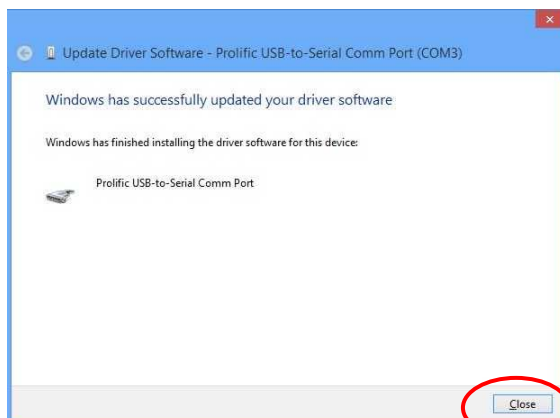 Update Driver Software - Prolific USB-to-Serial Comm Port (COM3)
Windows has successfully updated your driver software
Windows has finished installing the driver software for this device:
Prolific USB-to-Serial Comm Port
Close